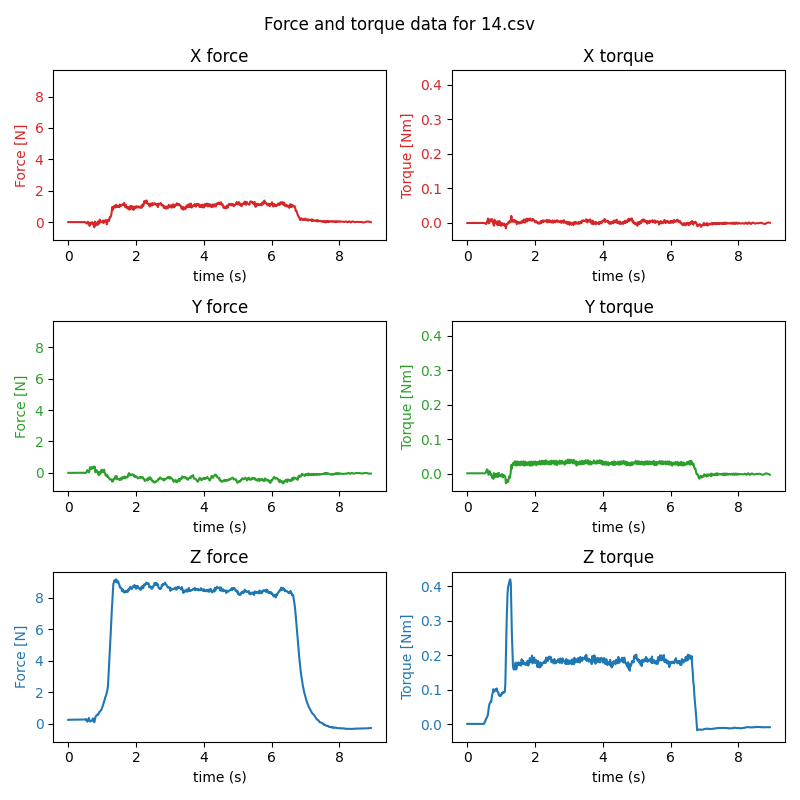 Force and torque data for 14.csv
X force
Force [N]
8
6
4
2
0
0 2 4 6 8
time (s)
X torque
Torque [Nm]
0.4
0.3
0.2
0.1
0.0
0 2 4 6 8
time (s)
Y force
Force [N]
8
6
4
2
0
0 2 4 6 8
time (s)
Y torque
Torque [Nm]
0.4
0.3
0.2
0.1
0.0
0 2 4 6 8
time (s)
Z force
Force [N]
8
6
4
2
0
0 2 4 6 8
time (s)
Z torque
Torque [Nm]
0.4
0.3
0.2
0.1
0.0
0 2 4 6 8
time (s)